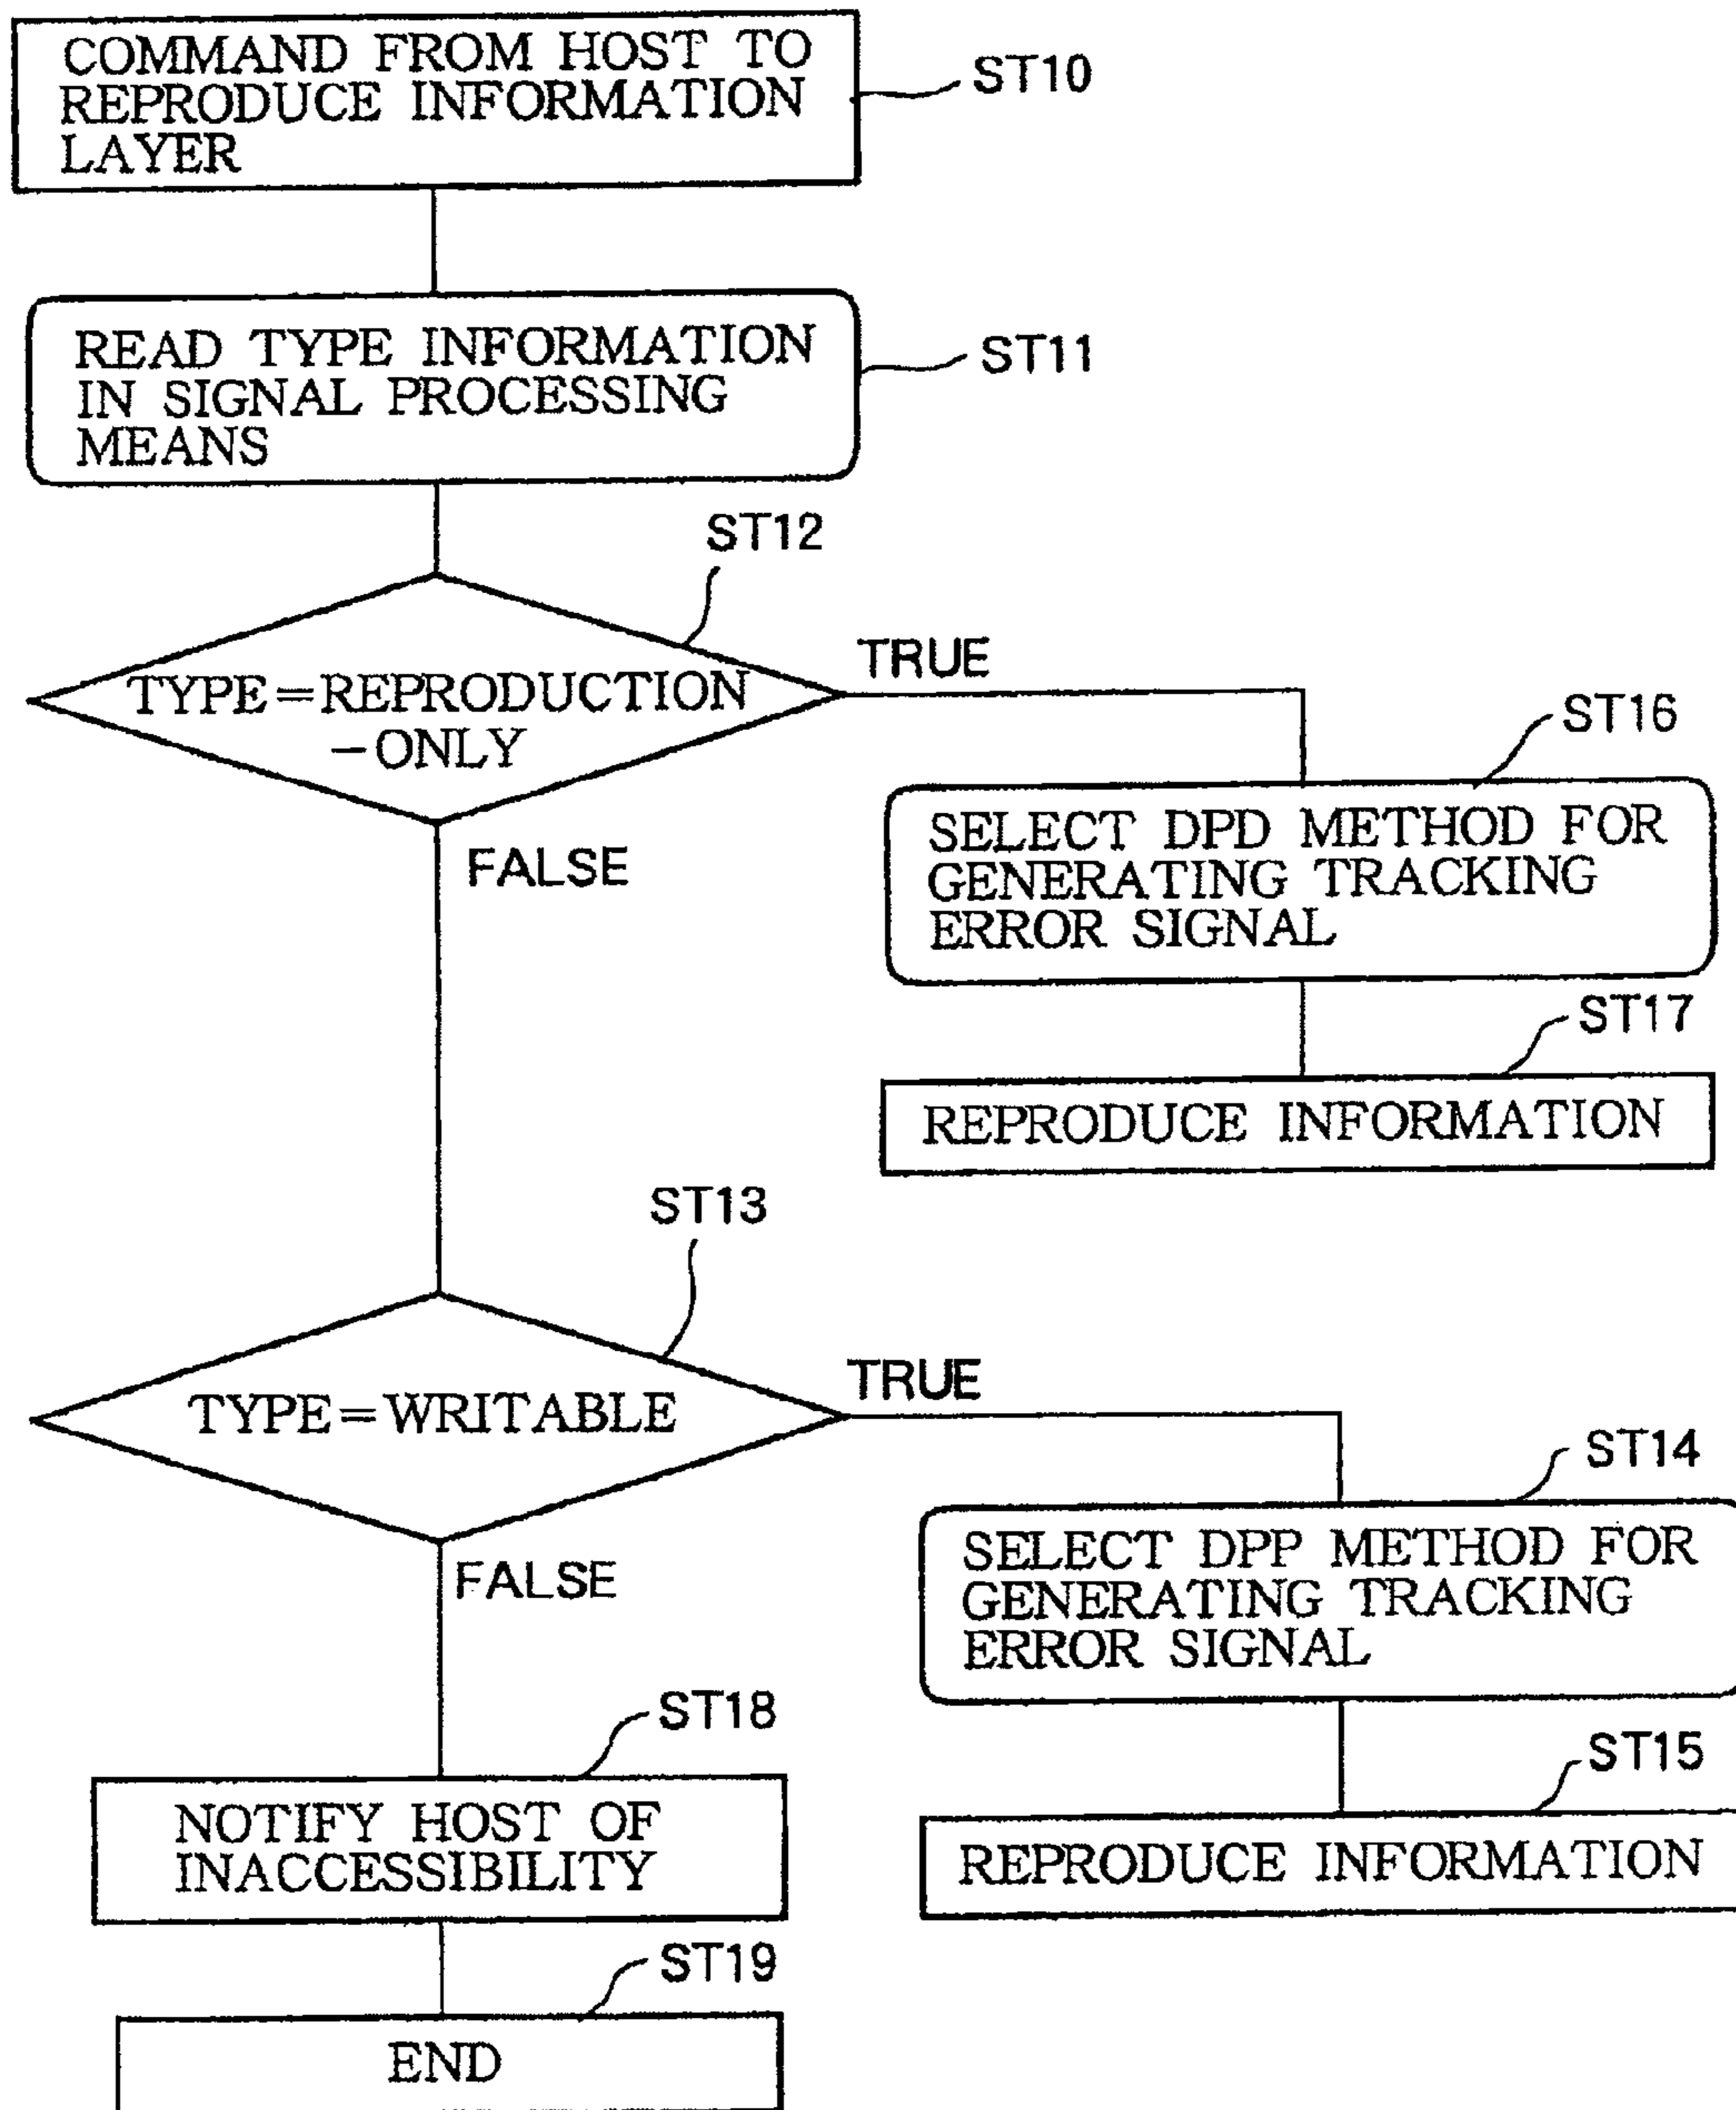 COMMAND FROM HOST TO
REPRODUCE INFORMATION
LAYER
ST10
READ TYPE INFORMATION
IN SIGNAL PROCESSING
MEANS
ST11
ST12
TYPE=REPRODUCTION
-ONLY
TRUE
FALSE
ST16
SELECT DPD METHOD FOR
GENERATING TRACKING
ERROR SIGNAL
ST17
REPRODUCE INFORMATION
ST13
TYPE=WRITABLE
TRUE
FALSE
ST14
SELECT DPP METHOD FOR
GENERATING TRACKING
ERROR SIGNAL
ST15
REPRODUCE INFORMATION
ST18
NOTIFY HOST OF
INACCESSIBILITY
ST19
END